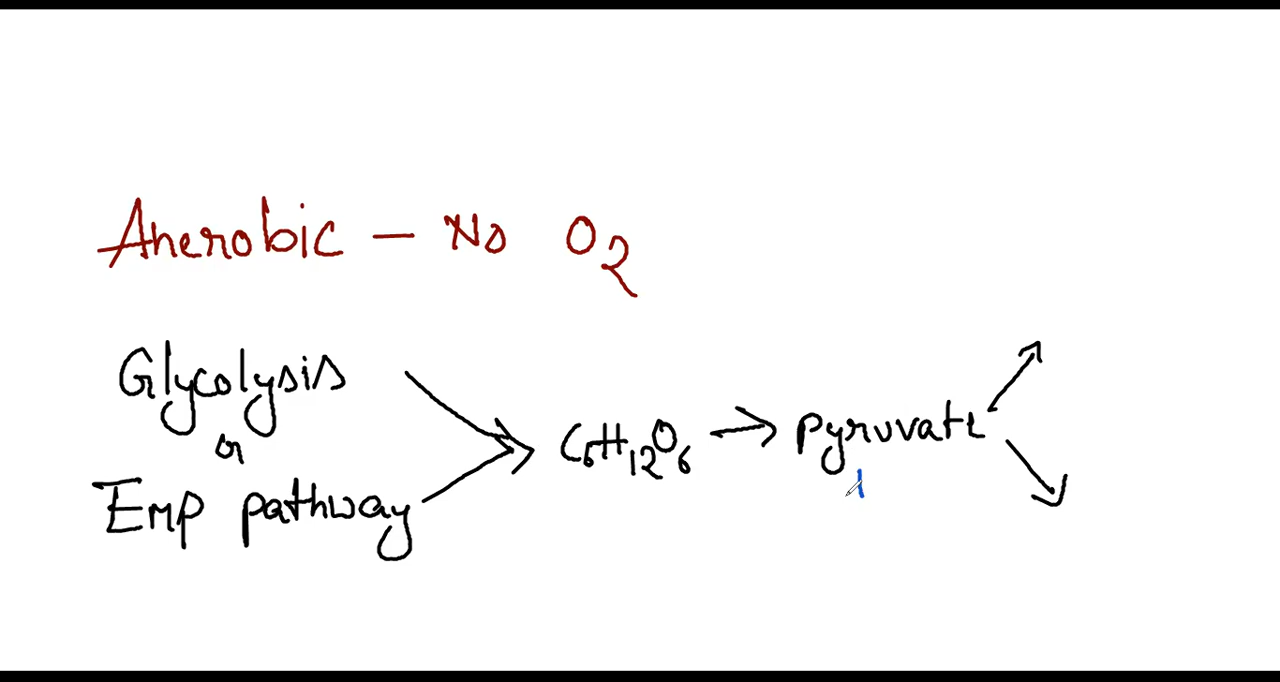 Anerobic — No O2
Glycolysis
or
Emp pathway
C6H12O6 → pyruvate